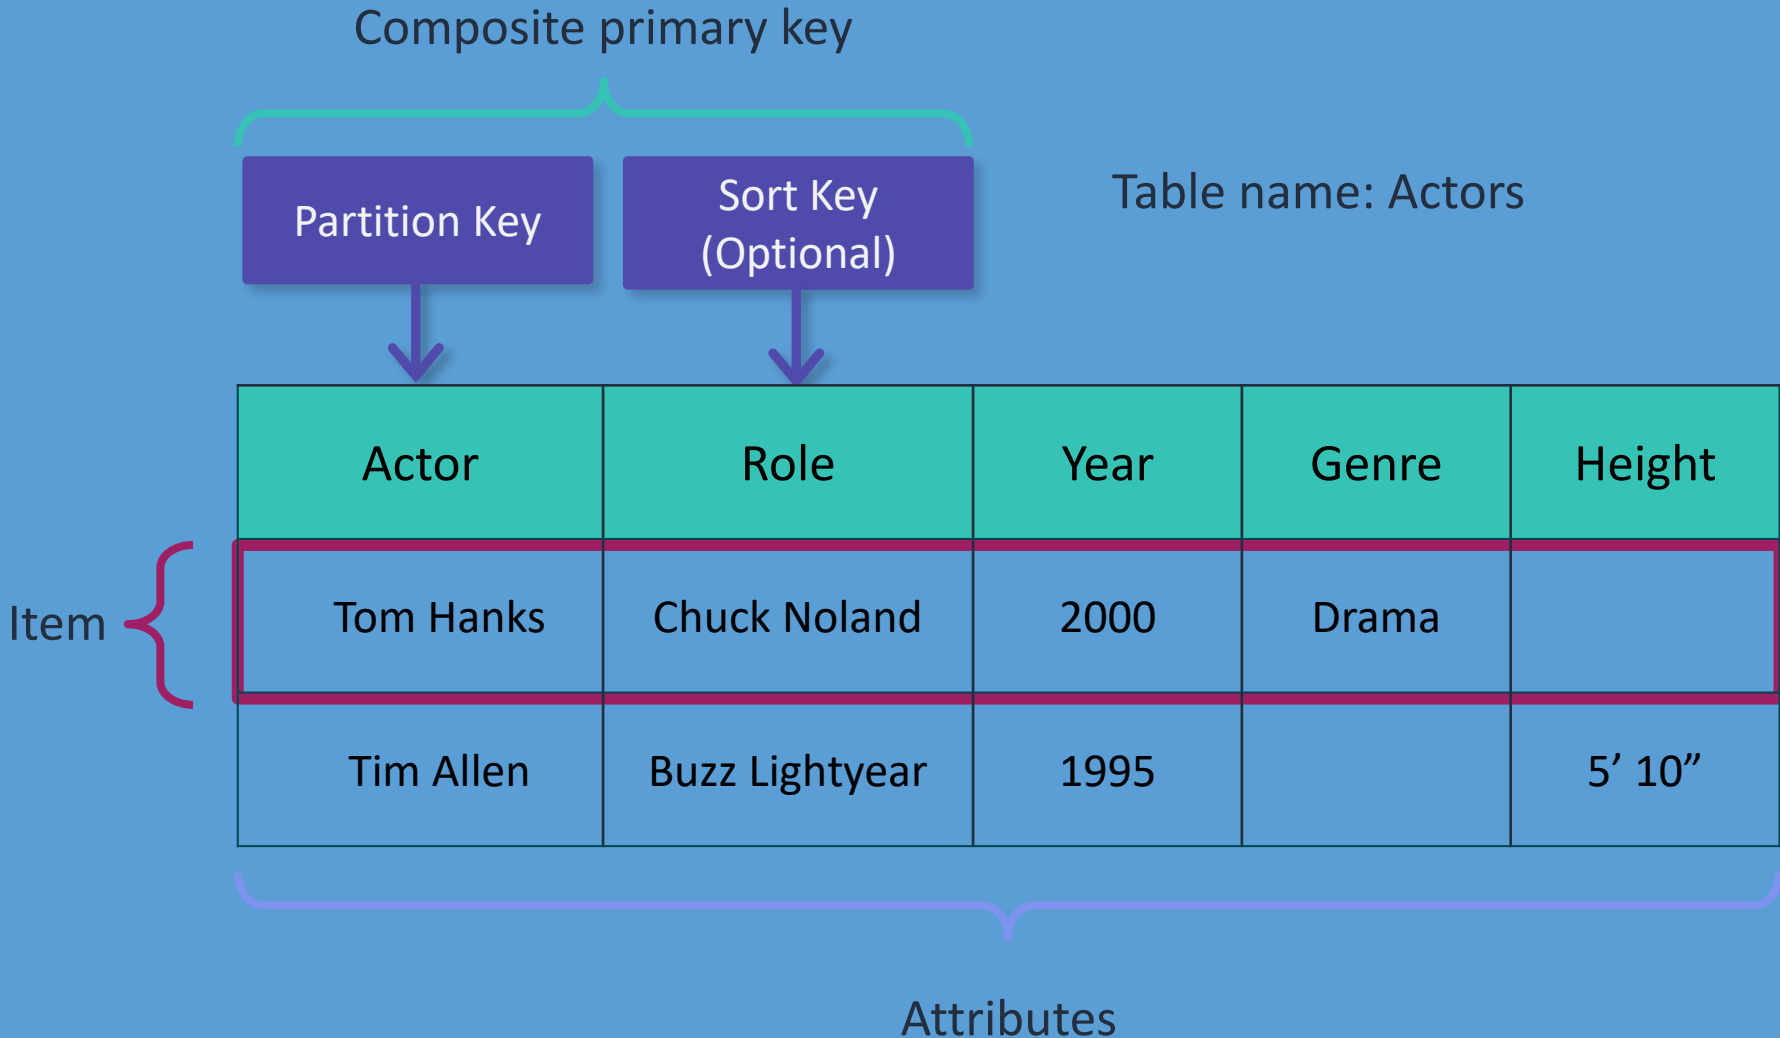 Composite primary key
Partition Key
Sort Key
(Optional)
Table name: Actors
Actor Role Year Genre Height
Item
Tom Hanks Chuck Noland 2000 Drama
Tim Allen Buzz Lightyear 1995 5’ 10”
Attributes